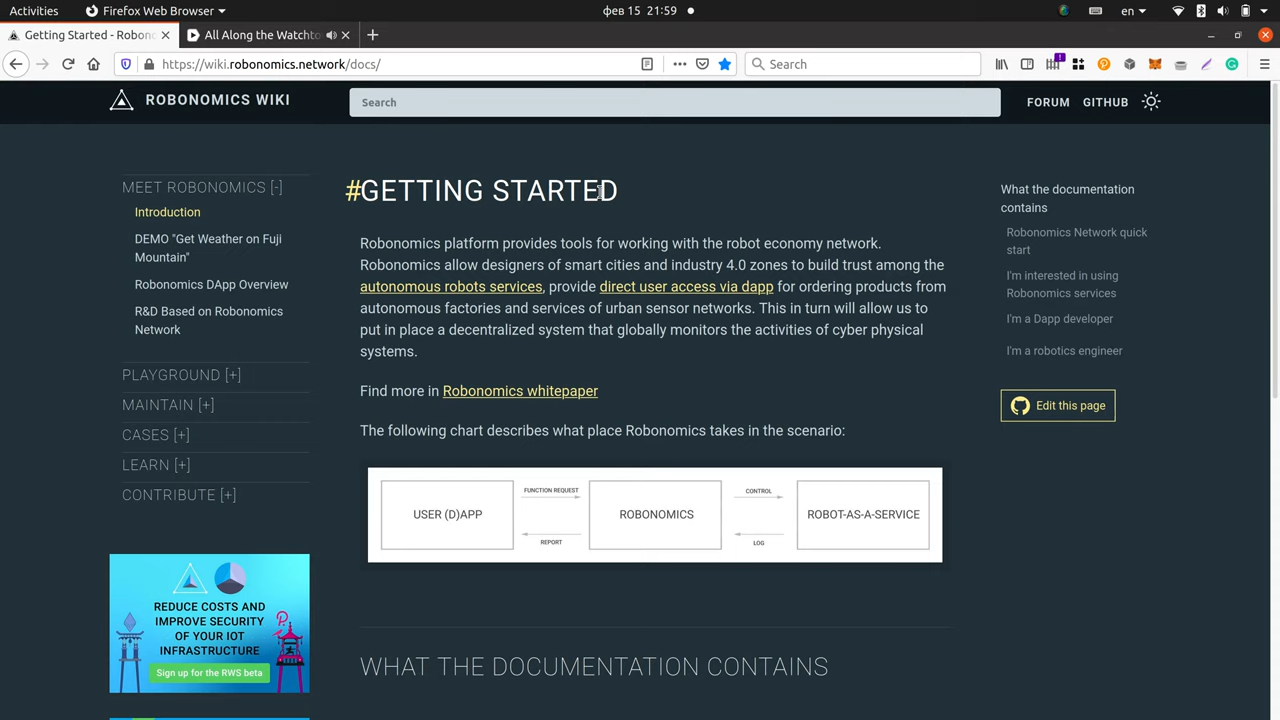 Activities
Firefox Web Browser
фев 15 21:59
en
Getting Started - Robono
All Along the Watchto
https://wiki.robonomics.network/docs/
Search
ROBONOMICS WIKI
Search
FORUM
GITHUB
MEET ROBONOMICS [-]
Introduction
DEMO "Get Weather on Fuji
Mountain"
Robonomics DApp Overview
R&D Based on Robonomics
Network
PLAYGROUND [+]
MAINTAIN [+]
CASES [+]
LEARN [+]
CONTRIBUTE [+]
REDUCE COSTS AND
IMPROVE SECURITY
OF YOUR IOT
INFRASTRUCTURE
Sign up for the RWS beta
#GETTING STARTED
Robonomics platform provides tools for working with the robot economy network.
Robonomics allow designers of smart cities and industry 4.0 zones to build trust among the
autonomous robots services, provide direct user access via dapp for ordering products from
autonomous factories and services of urban sensor networks. This in turn will allow us to
put in place a decentralized system that globally monitors the activities of cyber physical
systems.
Find more in Robonomics whitepaper
The following chart describes what place Robonomics takes in the scenario:
USER (D)APP
FUNCTION REQUEST
REPORT
ROBONOMICS
CONTROL
LOG
ROBOT-AS-A-SERVICE
WHAT THE DOCUMENTATION CONTAINS
What the documentation
contains
Robonomics Network quick
start
I'm interested in using
Robonomics services
I'm a Dapp developer
I'm a robotics engineer
Edit this page